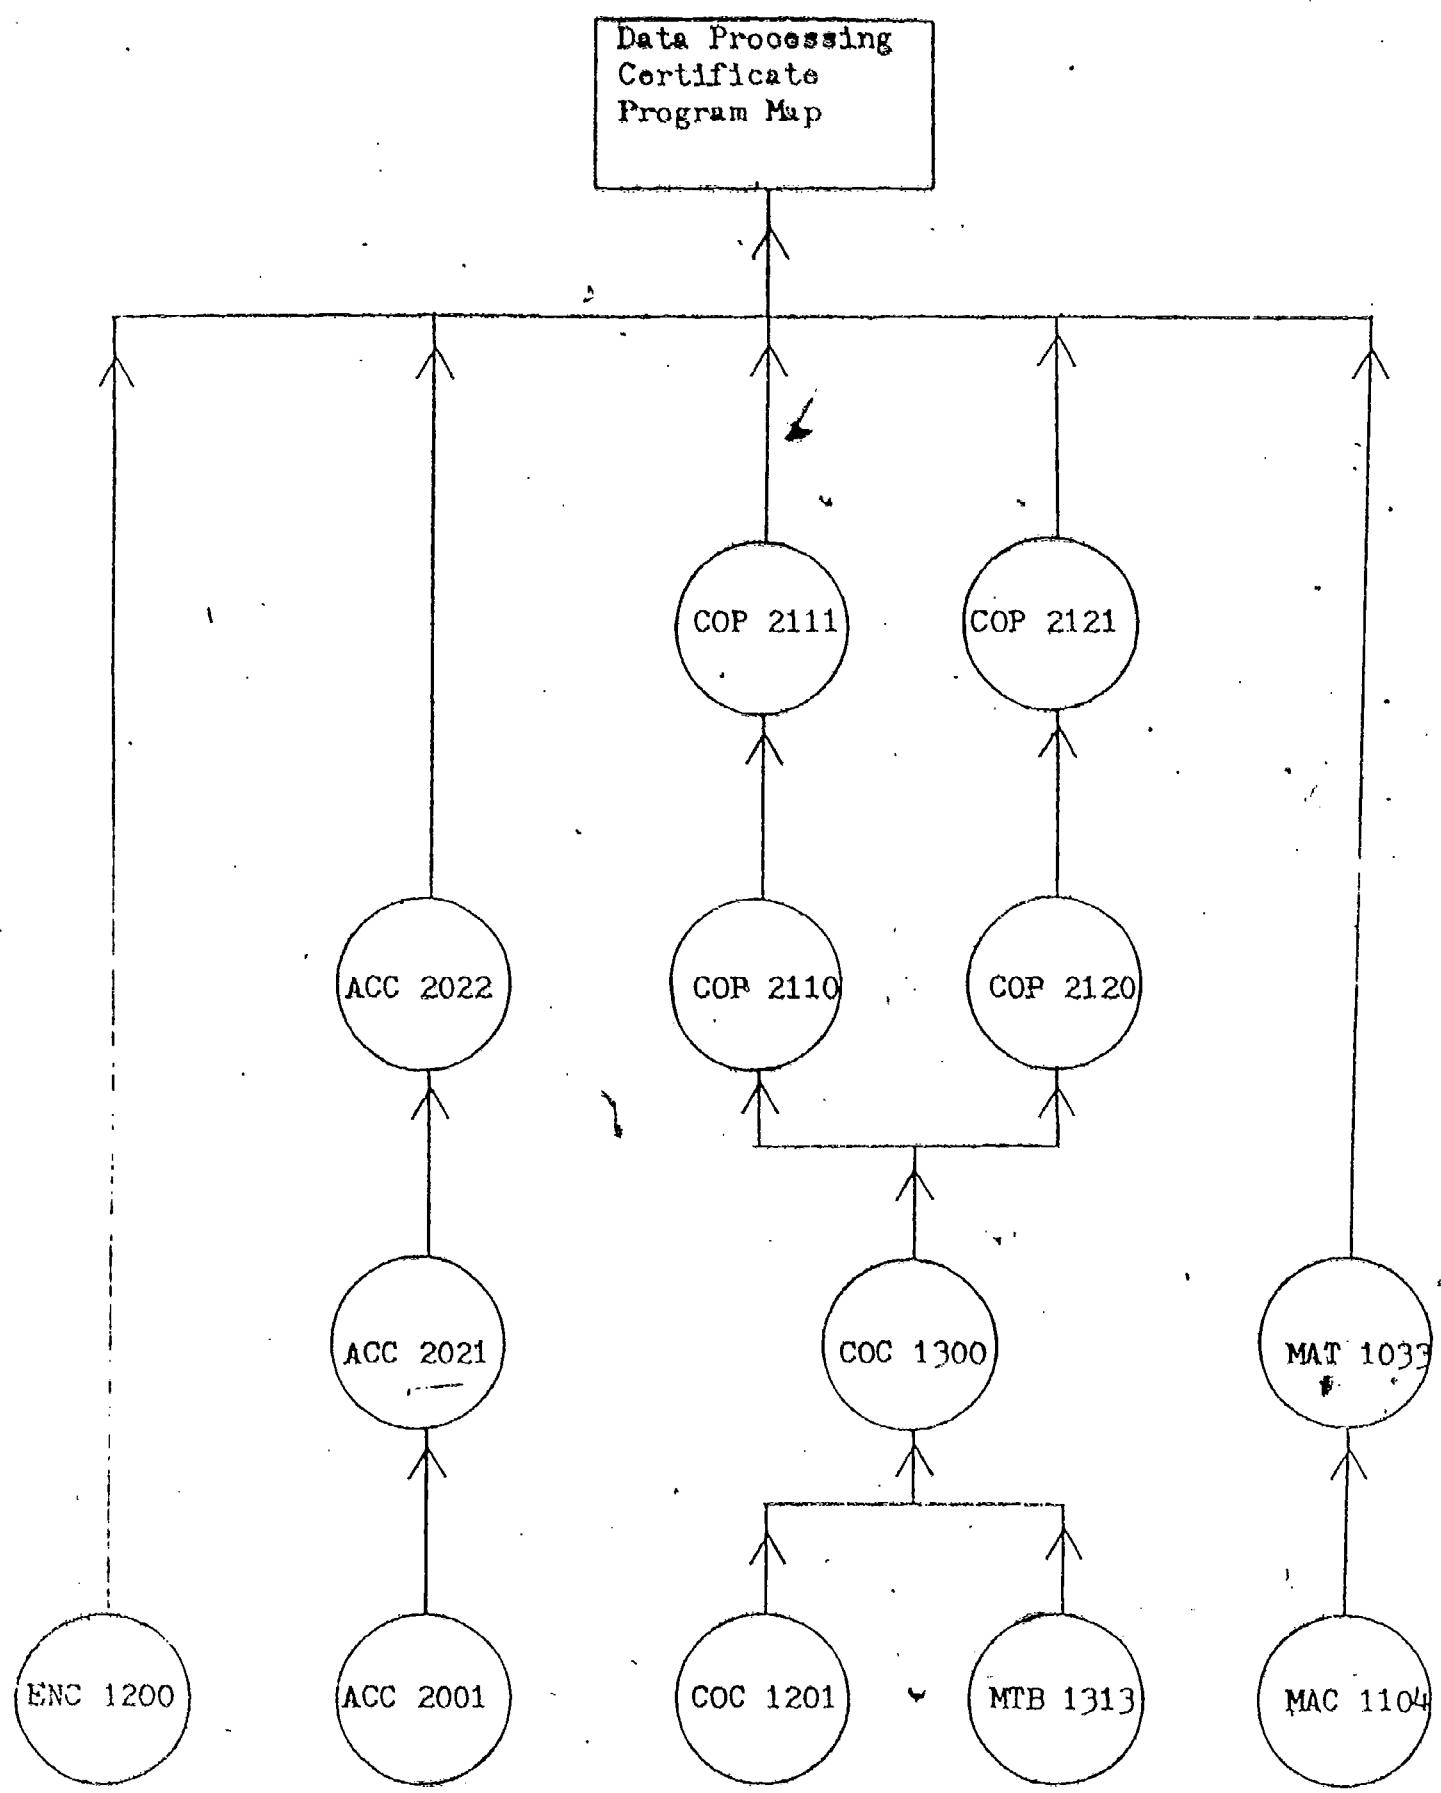 Data Processing
Certificate
Program Map
COP 2111
COP 2121
ACC 2022
COP 2110
COP 2120
ACC 2021
COC 1300
MAT 1033
ENC 1200
ACC 2001
COC 1201
MTB 1313
MAC 1104